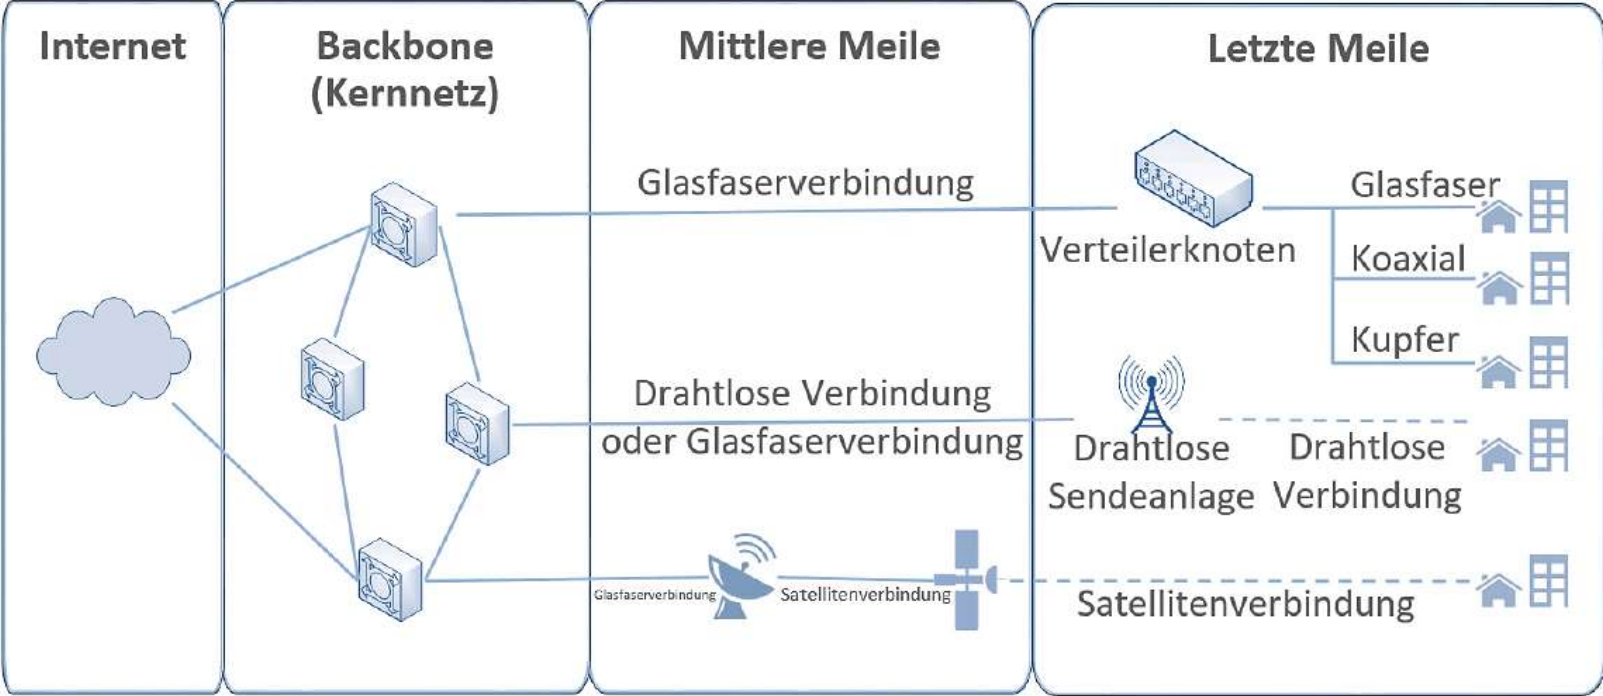 Internet
Backbone
(Kernnetz)
Mittlere Meile
Letzte Meile
Glasfaserverbindung
Verteilerknoten
Glasfaser
Koaxial
Kupfer
Drahtlose Verbindung
oder Glasfaserverbindung
Drahtlose
Sendeanlage
Drahtlose
Verbindung
Glasfaserverbindung
Satellitenverbindung
Satellitenverbindung